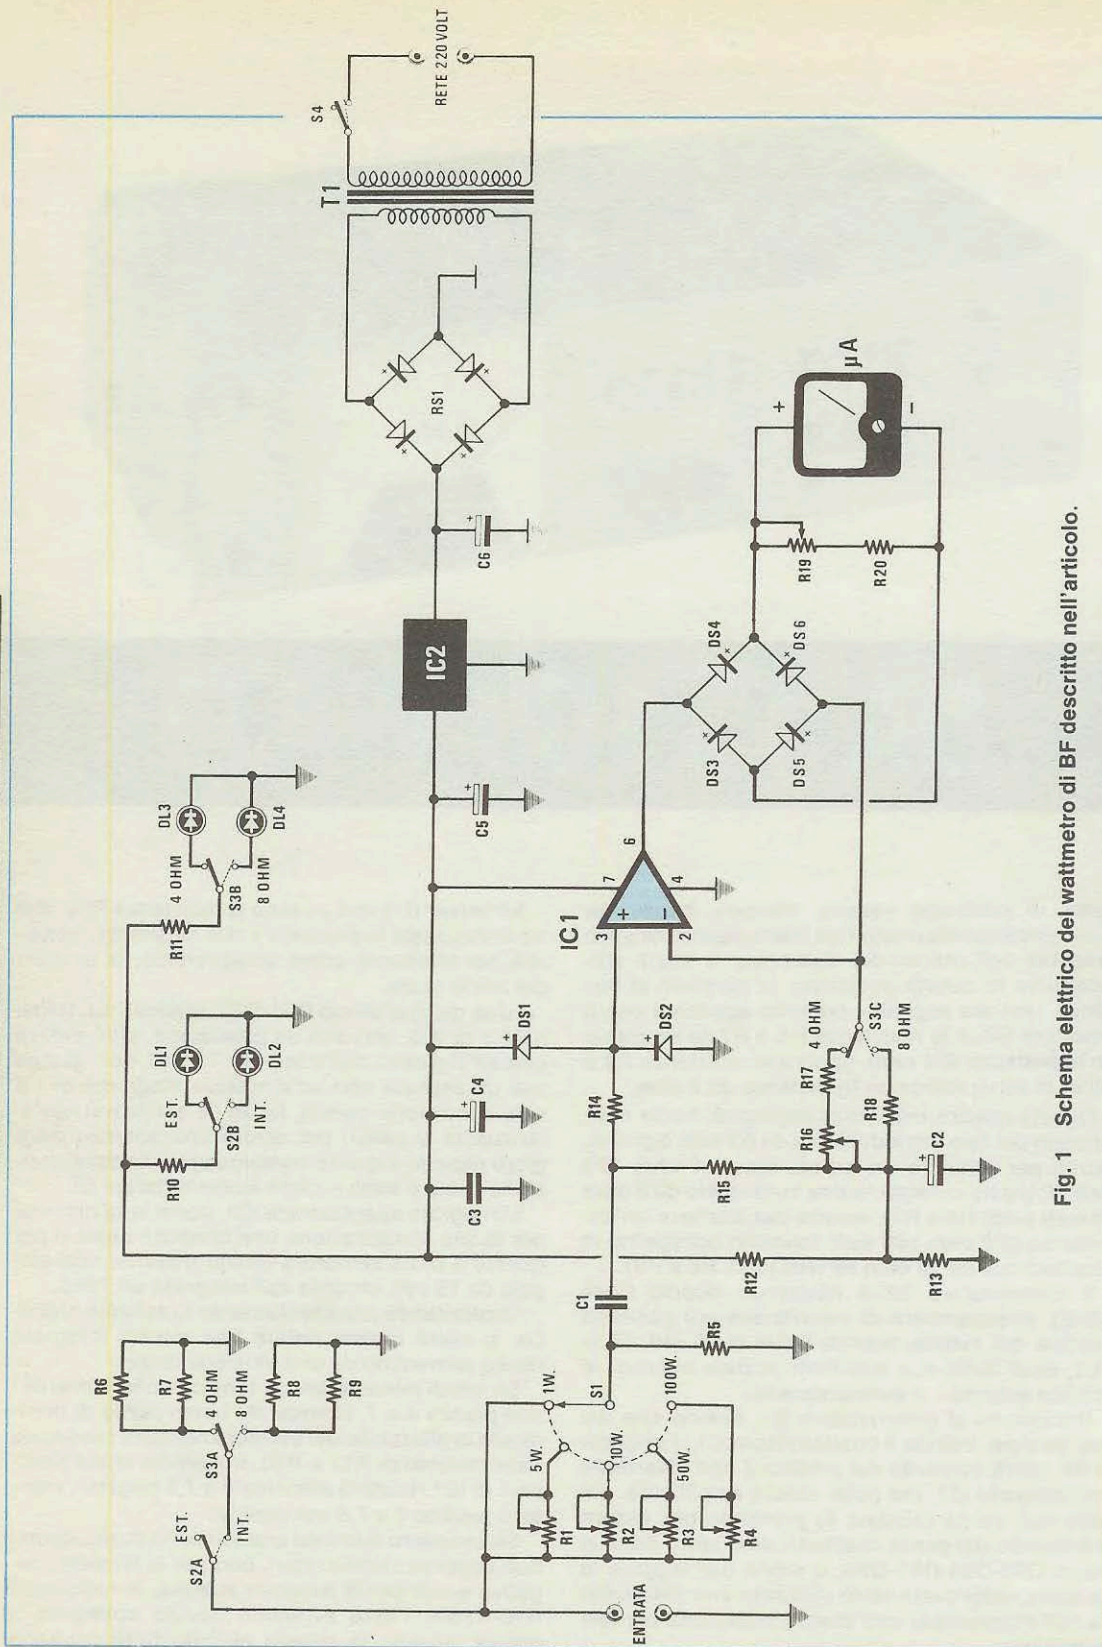 R6
R7
4 OHM
S3A
8 OHM
R8
R9
S2A
EST.
INT.
R10
EST.
S2B
INT.
DL1
DL2
R11
4 OHM
S3B
8 OHM
DL3
DL4
T1
S4
RETE 220 VOLT
RS1
C3
C4
+
DS1
C5
+
IC2
C6
+
ENTRATA
R1
R2
R3
R4
1W.
5W.
10W.
50W.
100W.
S1
R5
C1
R14
DS2
R12
R13
R15
R16
R17
4 OHM
S3C
8 OHM
R18
C2
+
IC1
3
+
2
−
7
4
6
DS3
DS4
DS5
DS6
R19
R20
+
µA
−
Fig. 1 Schema elettrico del wattmetro di BF descritto nell'articolo.